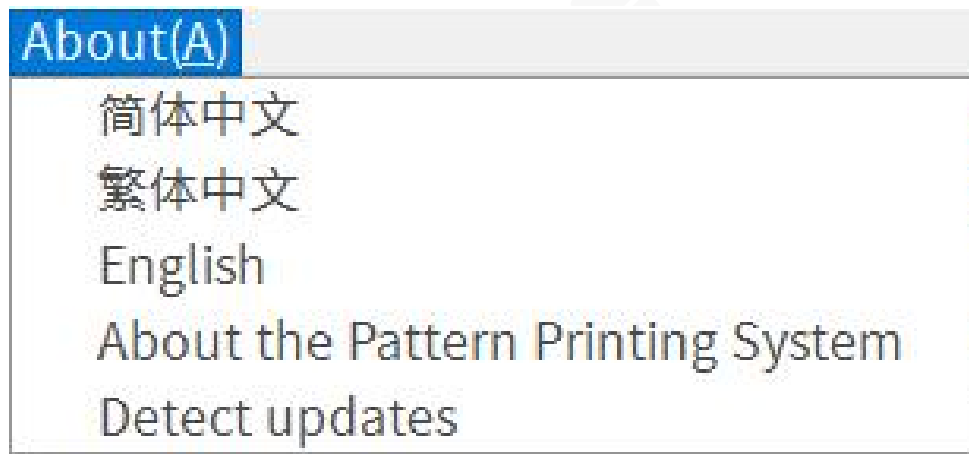 About(A)
简体中文
繁体中文
English
About the Pattern Printing System
Detect updates